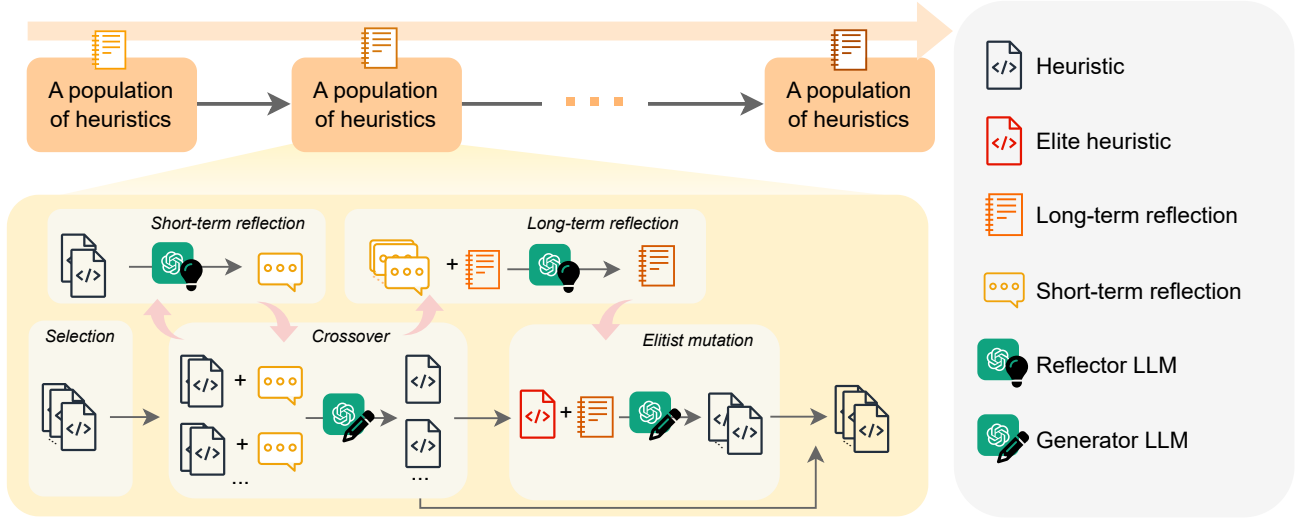 A population
of heuristics
A population
of heuristics
A population
of heuristics
Short-term reflection
Long-term reflection
+
Selection
Crossover
Elitist mutation
+
+
+
...
...
Heuristic
Elite heuristic
Long-term reflection
Short-term reflection
Reflector LLM
Generator LLM